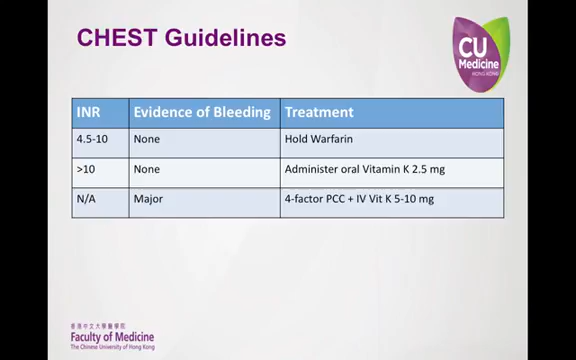 CHEST Guidelines
CU
Medicine
HONG KONG
INR Evidence of Bleeding Treatment
4.5-10 None Hold Warfarin
>10 None Administer oral Vitamin K 2.5 mg
N/A Major 4-factor PCC + IV Vit K 5-10 mg
香港中文大學醫學院
Faculty of Medicine
The Chinese University of Hong Kong